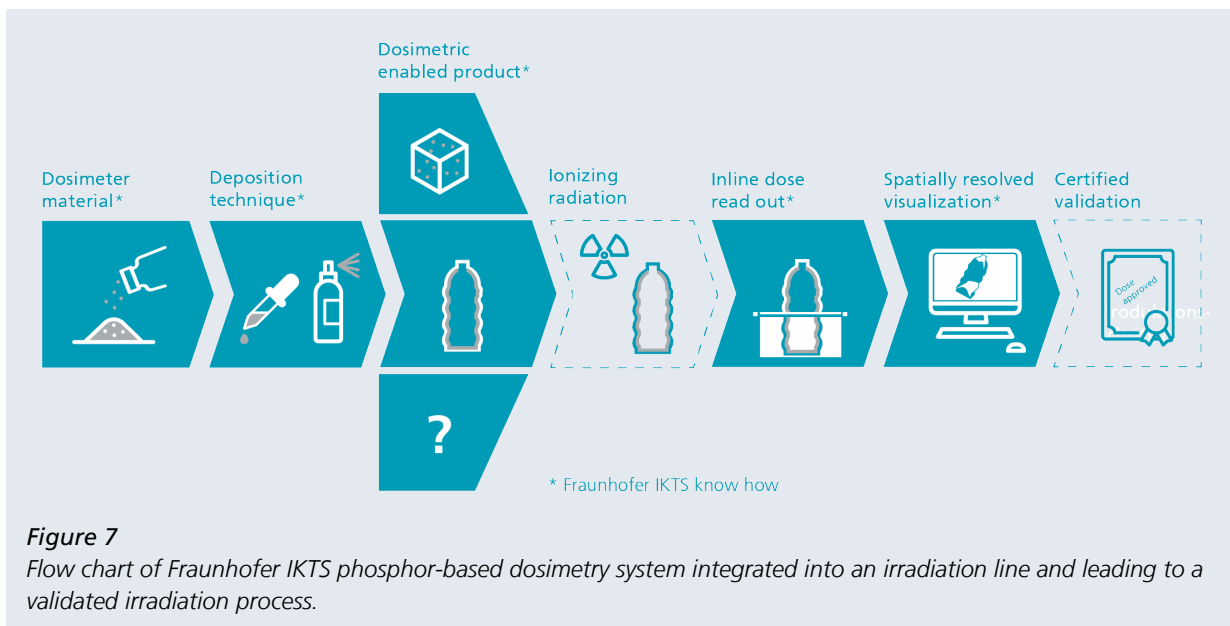 Dosimetric
enabled product*
Dosimeter
material*
Deposition
technique*
Ionizing
radiation
Inline dose
read out*
Spatially resolved
visualization*
Certified
validation
Dose
approved
?
* Fraunhofer IKTS know how
Figure 7
Flow chart of Fraunhofer IKTS phosphor-based dosimetry system integrated into an irradiation line and leading to a
validated irradiation process.